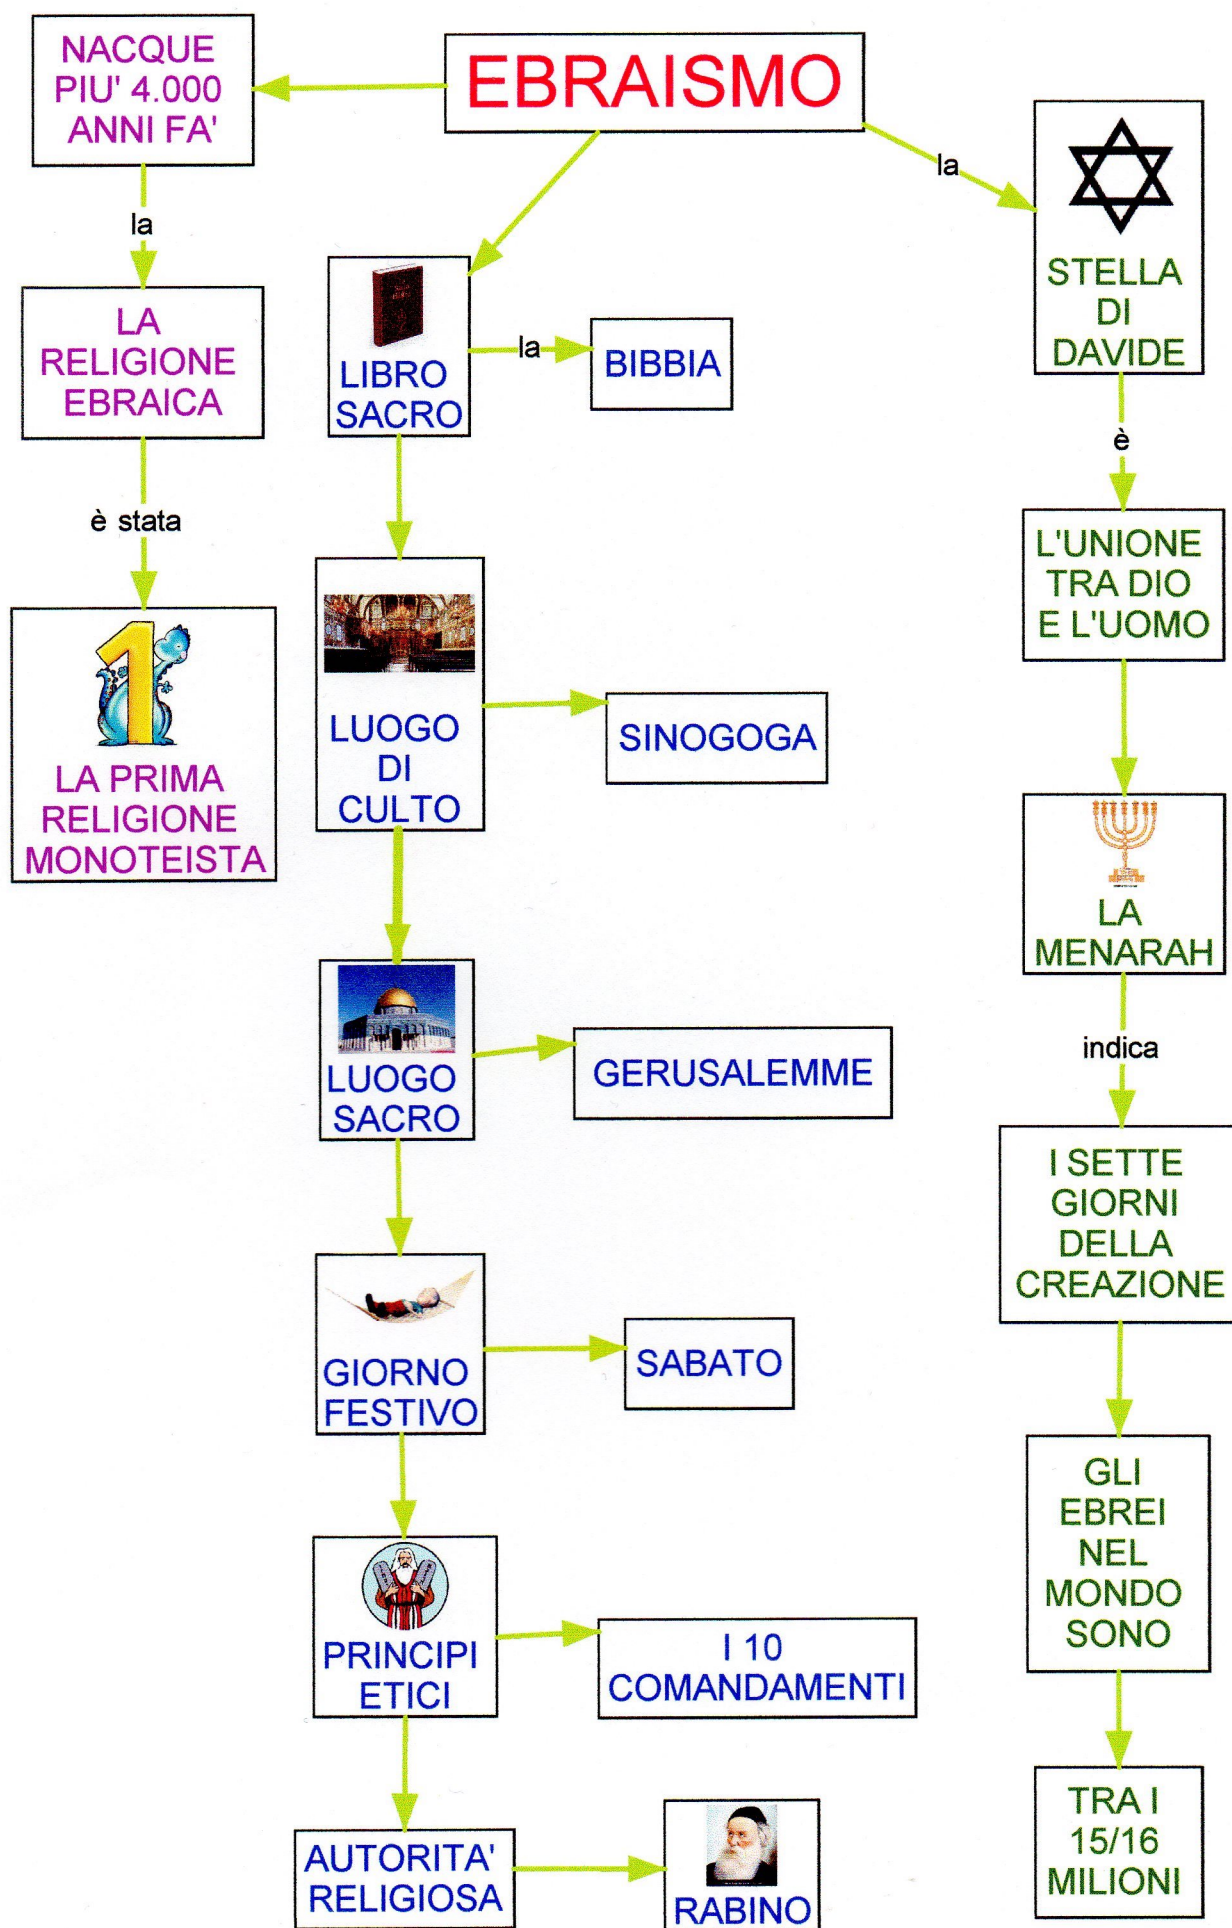 EBRAISMO
NACQUE
PIU' 4.000
ANNI FA'
la
LA
RELIGIONE
EBRAICA
è stata
LA PRIMA
RELIGIONE
MONOTEISTA
LIBRO
SACRO
la
BIBBIA
LUOGO
DI
CULTO
SINOGOGA
LUOGO
SACRO
GERUSALEMME
GIORNO
FESTIVO
SABATO
PRINCIPI
ETICI
I 10
COMANDAMENTI
AUTORITA'
RELIGIOSA
RABINO
la
STELLA
DI
DAVIDE
è
L'UNIONE
TRA DIO
E L'UOMO
LA
MENARAH
indica
I SETTE
GIORNI
DELLA
CREAZIONE
GLI
EBREI
NEL
MONDO
SONO
TRA I
15/16
MILIONI